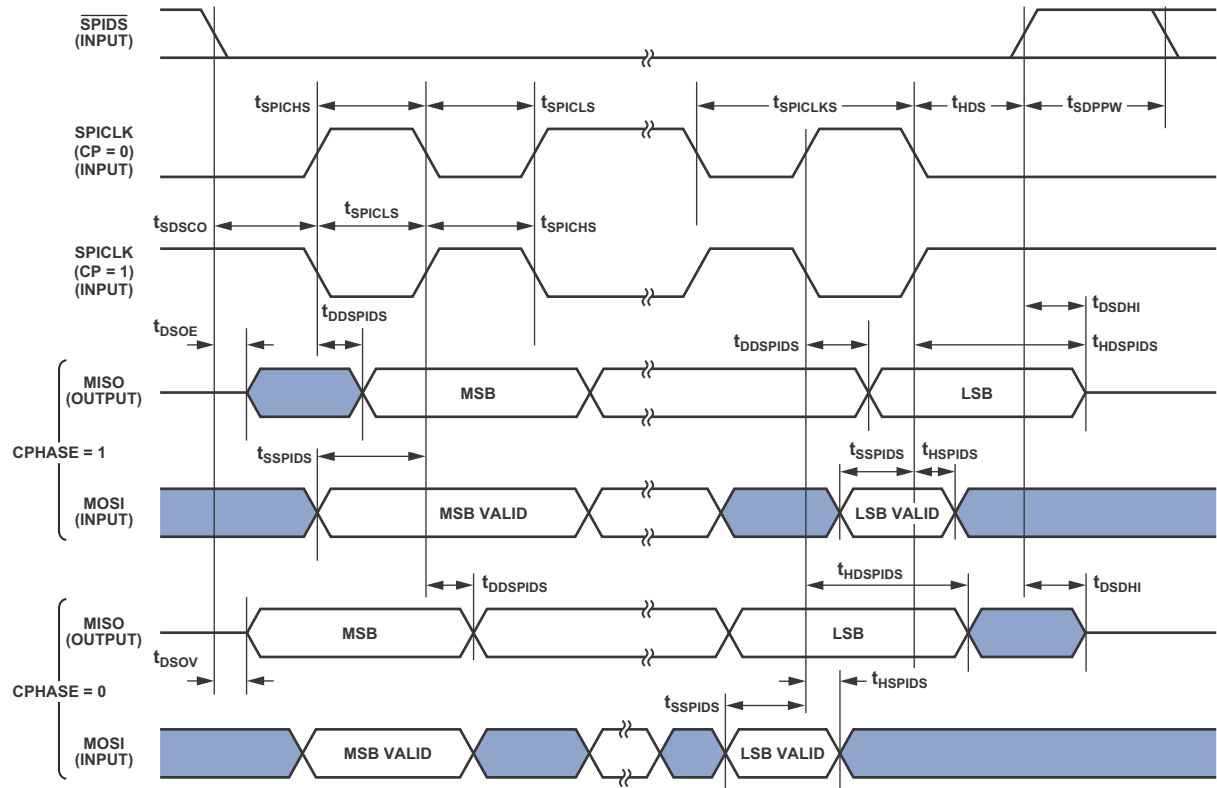 SPIDS
(INPUT)
tSPICHS
tSPICLS
tSPICLKS
tHDS
tSDPPW
SPICLK
(CP = 0)
(INPUT)
tSDSCO
tSPICLS
tSPICHS
SPICLK
(CP = 1)
(INPUT)
tDSOE
tDDSPIDS
tDDSPIDS
tDSDHI
tHDSPIDS
CPHASE = 1
MISO
(OUTPUT)
MSB
LSB
tSSPIDS
tSSPIDS
tHSPIDS
MOSI
(INPUT)
MSB VALID
LSB VALID
tDDSPIDS
tHDSPIDS
tDSDHI
CPHASE = 0
MISO
(OUTPUT)
MSB
LSB
tDSOV
tSSPIDS
tHSPIDS
MOSI
(INPUT)
MSB VALID
LSB VALID